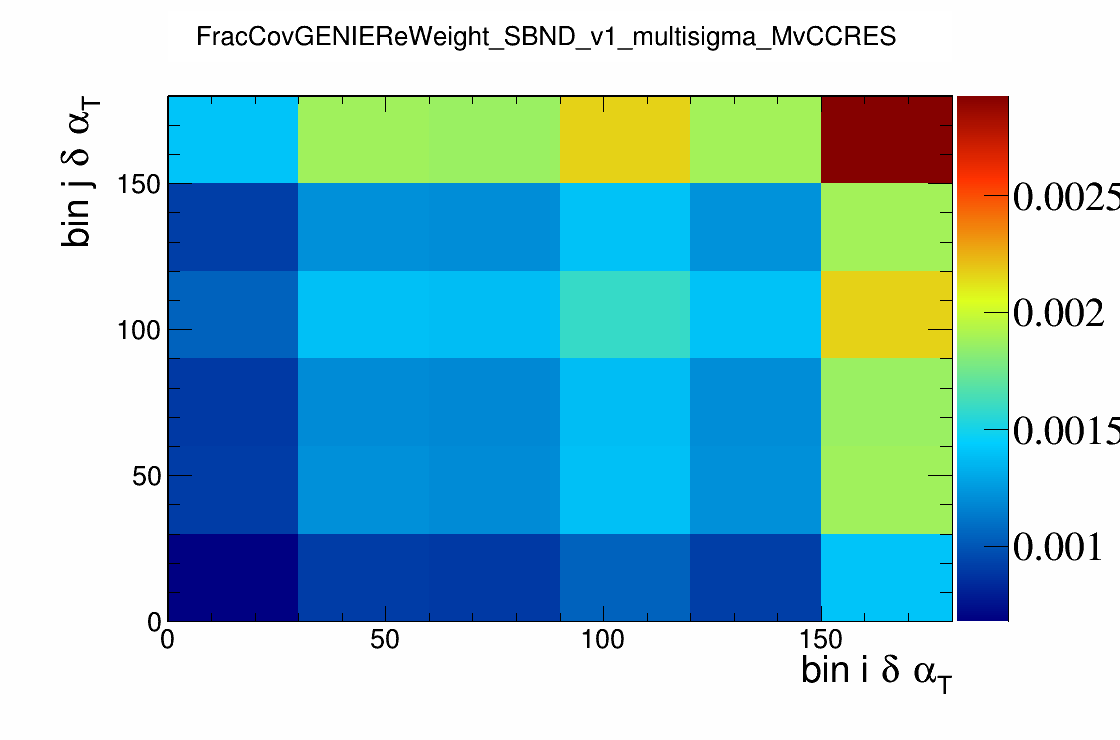 FracCovGENIEReWeight_SBND_v1_multisigma_MvCCRES
bin j δ α_T
150
100
50
0
0 50 100 150
bin i δ α_T
0.0025
0.002
0.0015
0.001